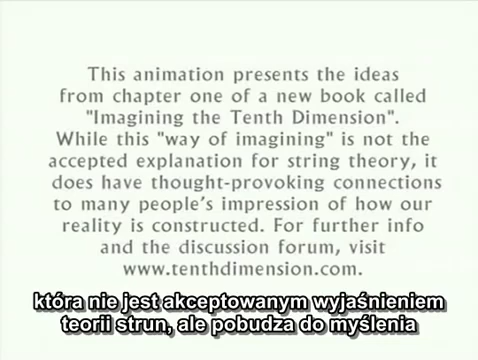 This animation presents the ideas
from chapter one of a new book called
"Imagining the Tenth Dimension".
While this "way of imagining" is not the
accepted explanation for string theory, it
does have thought-provoking connections
to many people's impression of how our
reality is constructed. For further info
and the discussion forum, visit
www.tenthdimension.com.
która nie jest akceptowanym wyjaśnieniem
teorii strun, ale pobudza do myślenia